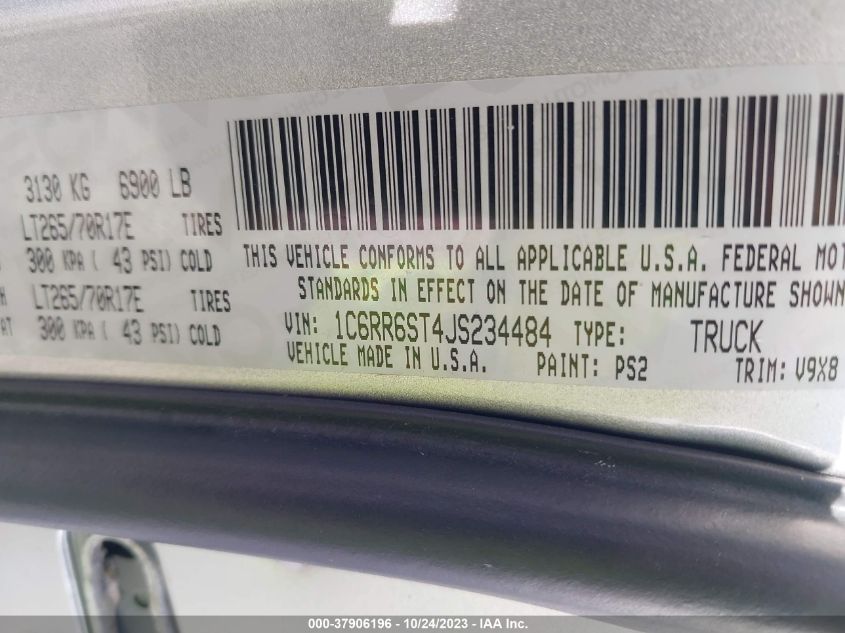 3130 KG 6900 LB
LT265/70R17E TIRES
300 KPA ( 43 PSI) COLD
LT265/70R17E TIRES
300 KPA ( 43 PSI) COLD
THIS VEHICLE CONFORMS TO ALL APPLICABLE U.S.A. FEDERAL MOT
STANDARDS IN EFFECT ON THE DATE OF MANUFACTURE SHOWN
VIN: 1C6RR6ST4JS234484 TYPE: TRUCK
VEHICLE MADE IN U.S.A. PAINT: PS2 TRIM: V9X8
000-37906196 - 10/24/2023 - IAA Inc.